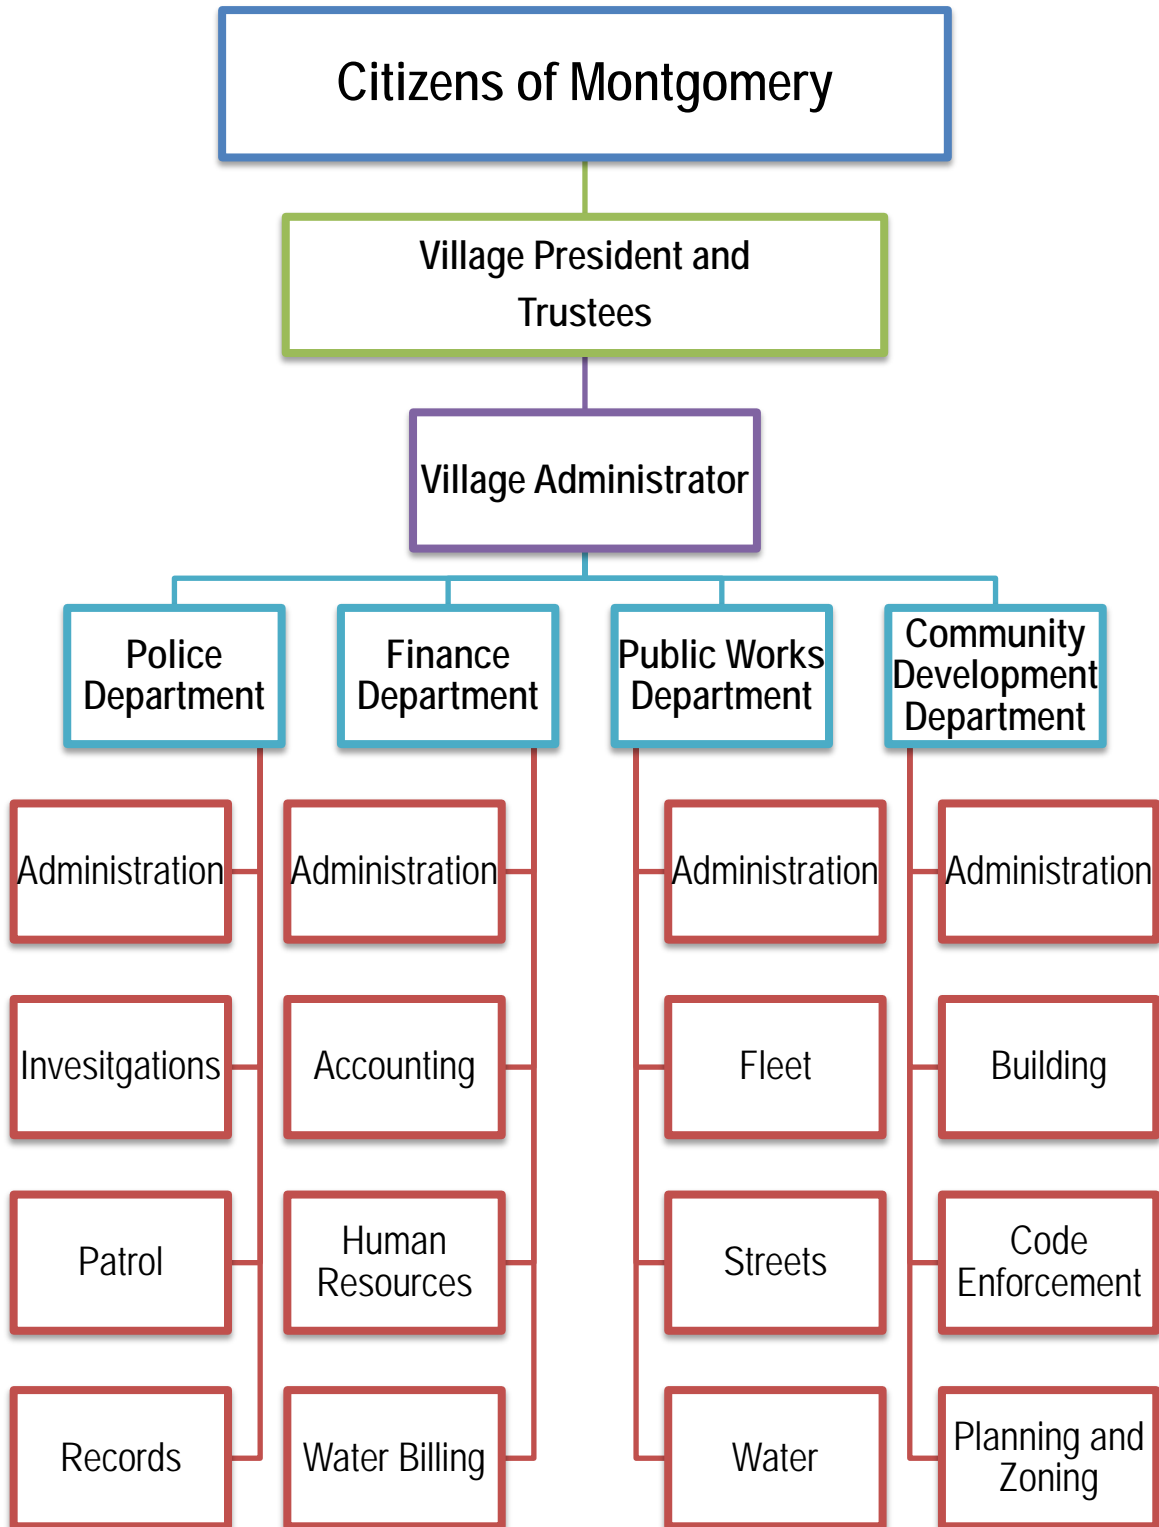 Citizens of Montgomery
Village President and
Trustees
Village Administrator
Police
Department
Finance
Department
Public Works
Department
Community
Development
Department
Administration
Administration
Administration
Administration
Invesitgations
Accounting
Fleet
Building
Patrol
Human
Resources
Streets
Code
Enforcement
Records
Water Billing
Water
Planning and
Zoning